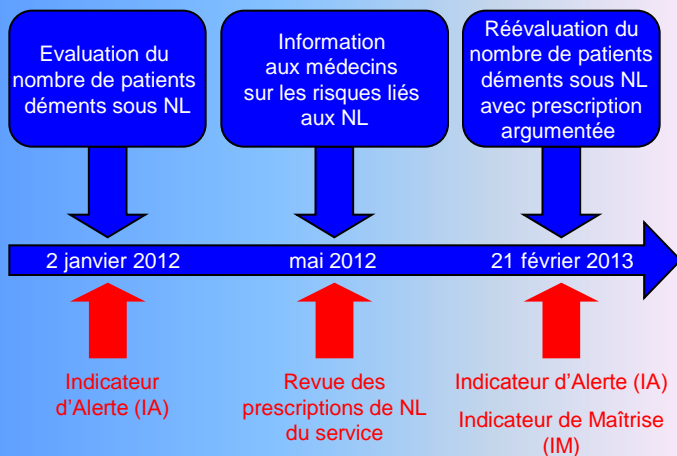 Evaluation du
nombre de patients
déments sous NL
Information
aux médecins
sur les risques liés
aux NL
Réévaluation du
nombre de patients
déments sous NL
avec prescription
argumentée
2 janvier 2012
mai 2012
21 février 2013
Indicateur
d'Alerte (IA)
Revue des
prescriptions de NL
du service
Indicateur d'Alerte (IA)
Indicateur de Maîtrise
(IM)